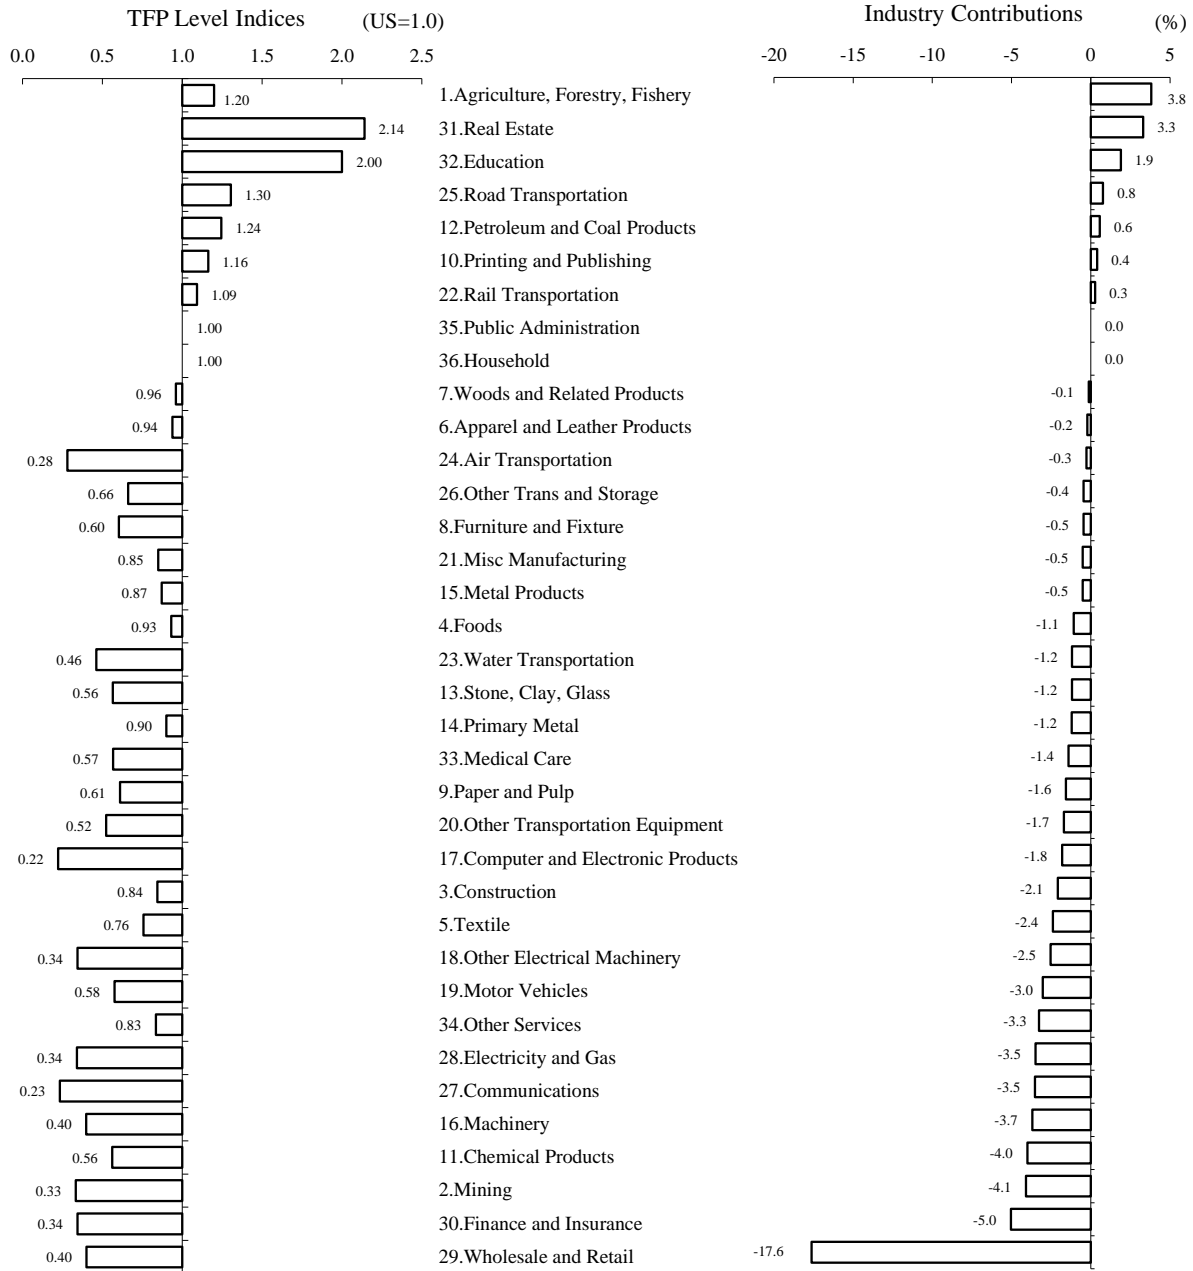 TFP Level Indices (US=1.0) Industry Contributions (%)
0.0 0.5 1.0 1.5 2.0 2.5 -20 -15 -10 -5 0 5
1.20 1.Agriculture, Forestry, Fishery 3.8
2.14 31.Real Estate 3.3
2.00 32.Education 1.9
1.30 25.Road Transportation 0.8
1.24 12.Petroleum and Coal Products 0.6
1.16 10.Printing and Publishing 0.4
1.09 22.Rail Transportation 0.3
1.00 35.Public Administration 0.0
1.00 36.Household 0.0
0.96 7.Woods and Related Products -0.1
0.94 6.Apparel and Leather Products -0.2
0.28 24.Air Transportation -0.3
0.66 26.Other Trans and Storage -0.4
0.60 8.Furniture and Fixture -0.5
0.85 21.Misc Manufacturing -0.5
0.87 15.Metal Products -0.5
0.93 4.Foods -1.1
0.46 23.Water Transportation -1.2
0.56 13.Stone, Clay, Glass -1.2
0.90 14.Primary Metal -1.2
0.57 33.Medical Care -1.4
0.61 9.Paper and Pulp -1.6
0.52 20.Other Transportation Equipment -1.7
0.22 17.Computer and Electronic Products -1.8
0.84 3.Construction -2.1
0.76 5.Textile -2.4
0.34 18.Other Electrical Machinery -2.5
0.58 19.Motor Vehicles -3.0
0.83 34.Other Services -3.3
0.34 28.Electricity and Gas -3.5
0.23 27.Communications -3.5
0.40 16.Machinery -3.7
0.56 11.Chemical Products -4.0
0.33 2.Mining -4.1
0.34 30.Finance and Insurance -5.0
0.40 29.Wholesale and Retail -17.6